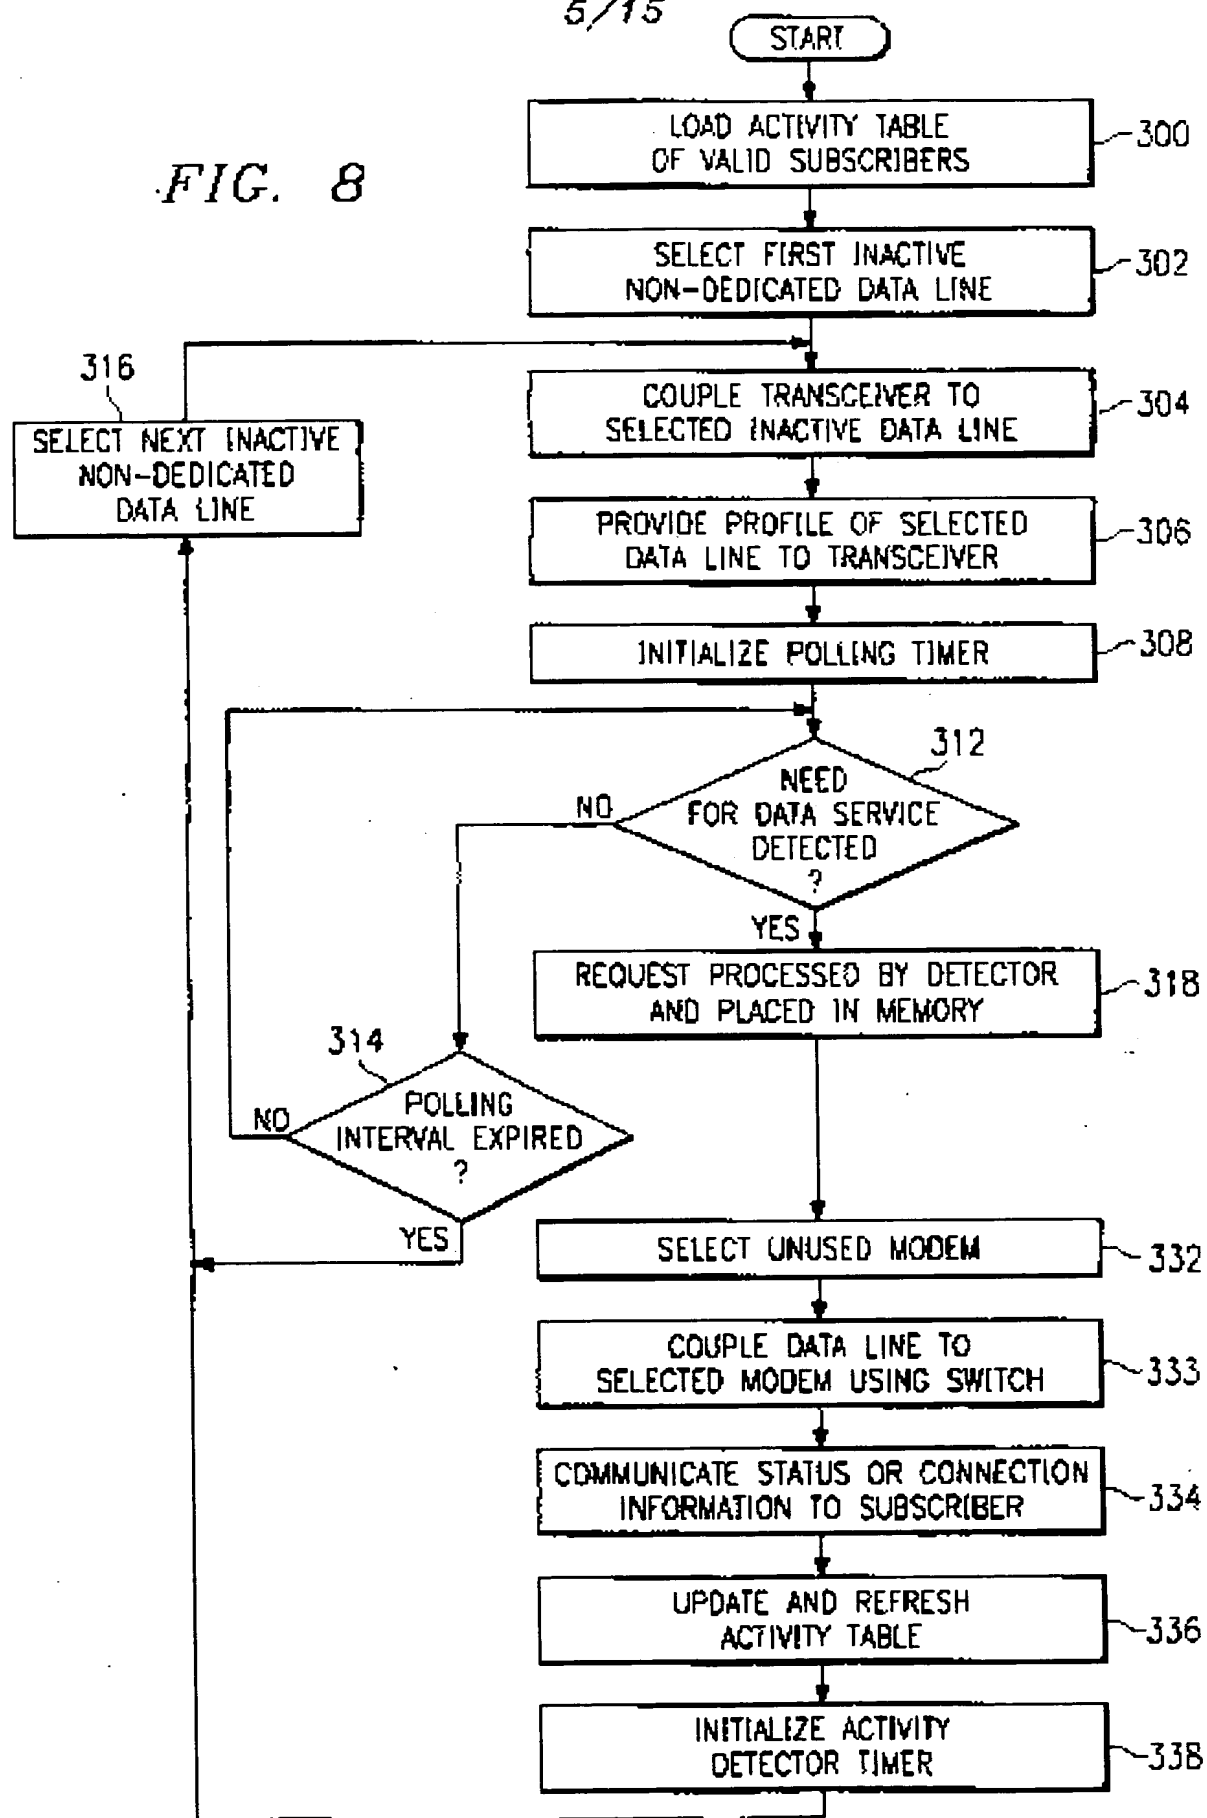 5/15
START
LOAD ACTIVITY TABLE
OF VALID SUBSCRIBERS
300
FIG. 8
SELECT FIRST INACTIVE
NON-DEDICATED DATA LINE
302
316
SELECT NEXT INACTIVE
NON-DEDICATED
DATA LINE
COUPLE TRANSCEIVER TO
SELECTED INACTIVE DATA LINE
304
PROVIDE PROFILE OF SELECTED
DATA LINE TO TRANSCEIVER
306
INITIALIZE POLLING TIMER
308
312
NEED
FOR DATA SERVICE
DETECTED
?
NO
YES
REQUEST PROCESSED BY DETECTOR
AND PLACED IN MEMORY
318
314
POLLING
INTERVAL EXPIRED
?
NO
YES
SELECT UNUSED MODEM
332
COUPLE DATA LINE TO
SELECTED MODEM USING SWITCH
333
COMMUNICATE STATUS OR CONNECTION
INFORMATION TO SUBSCRIBER
334
UPDATE AND REFRESH
ACTIVITY TABLE
336
INITIALIZE ACTIVITY
DETECTOR TIMER
338